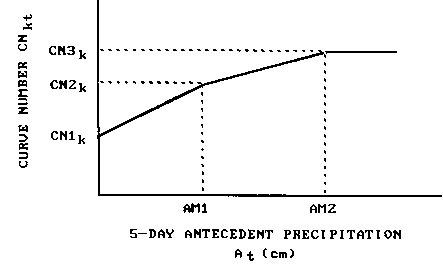 CURVE NUMBER CNkt
CN3k
CN2k
CN1k
AM1 AM2
5-DAY ANTECEDENT PRECIPITATION
At (cm)